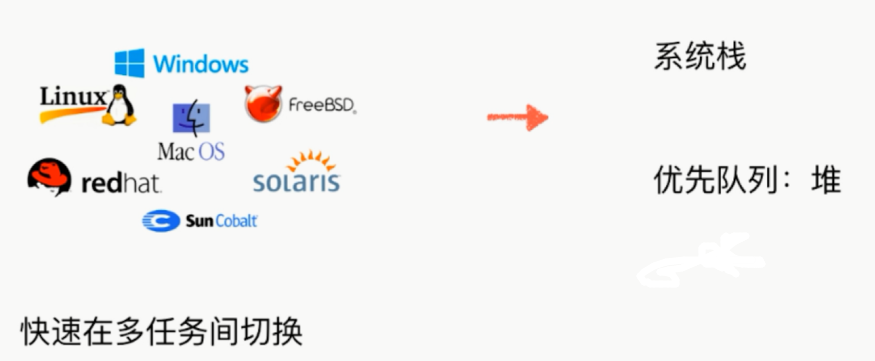 Windows
Linux
FreeBSD
Mac OS
redhat.
solaris
Sun Cobalt
系统栈
优先队列：堆
快速在多任务间切换